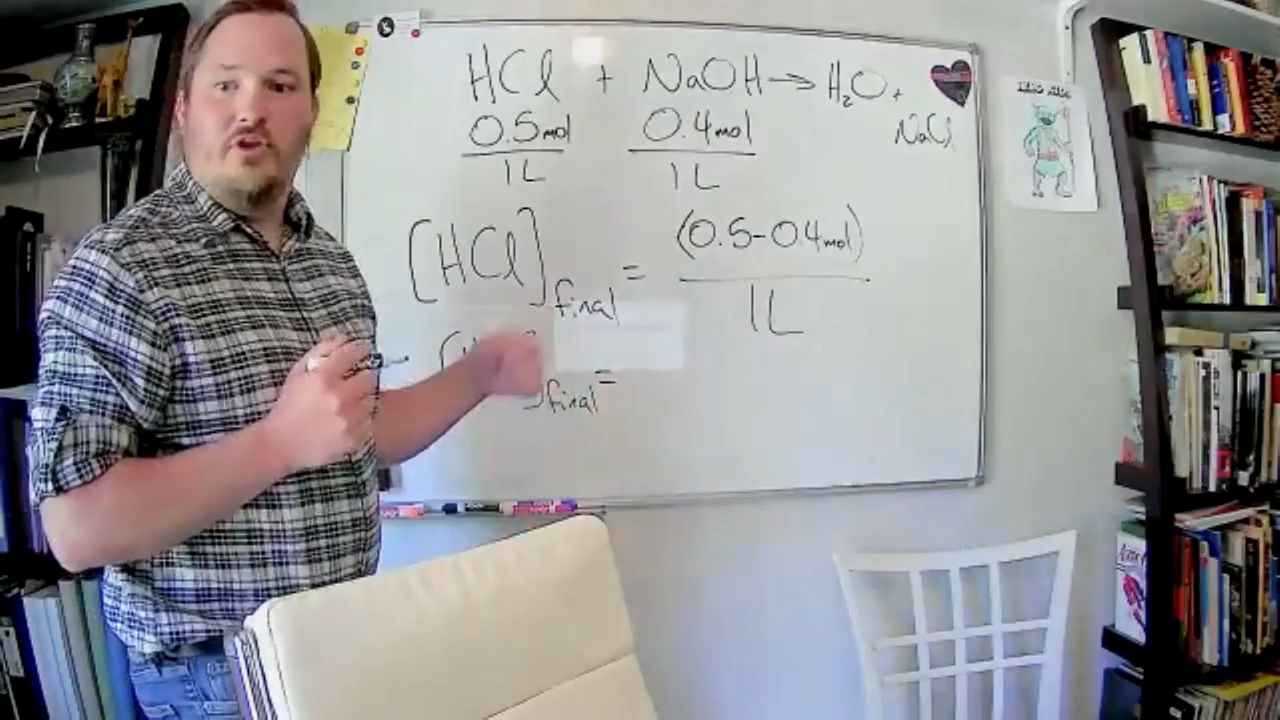 HCl + NaOH → H₂O +
NaCl
0.5mol 0.4mol
1L 1L
[HCl]final = (0.5-0.4mol)
1L
]final =